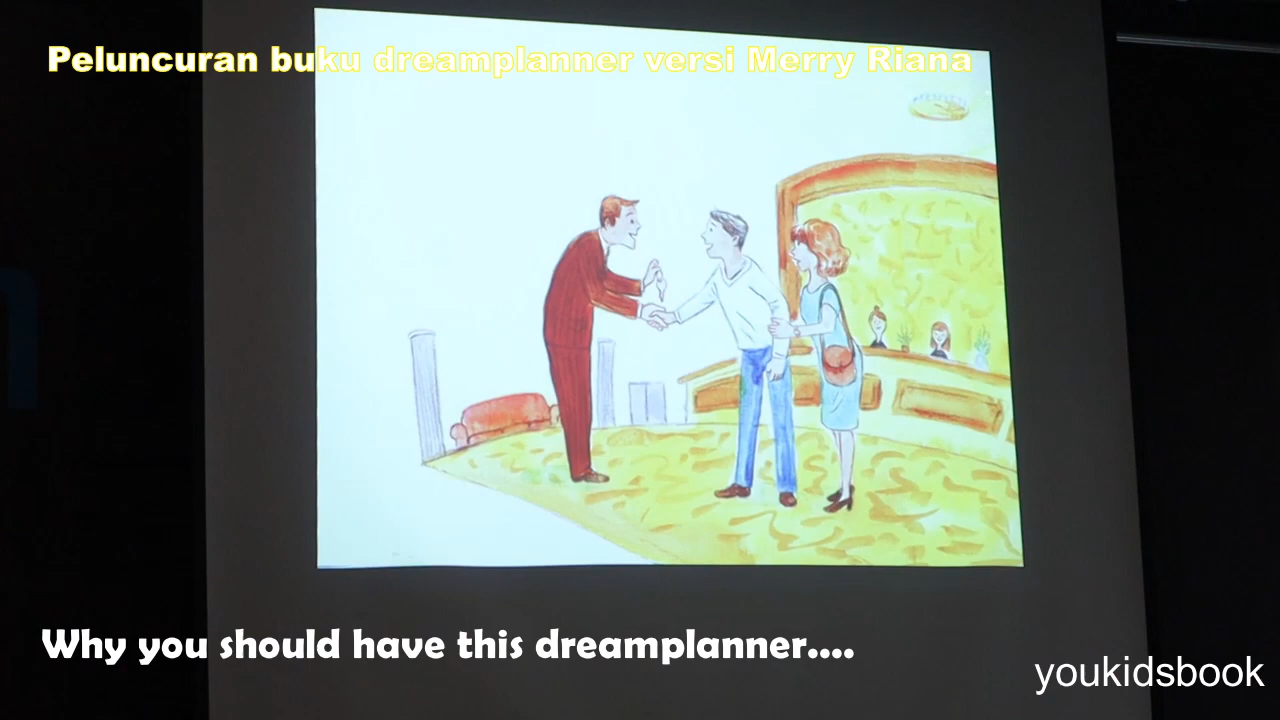 Peluncuran buku dreamplanner versi Merry Riana
Why you should have this dreamplanner....
youkidsbook